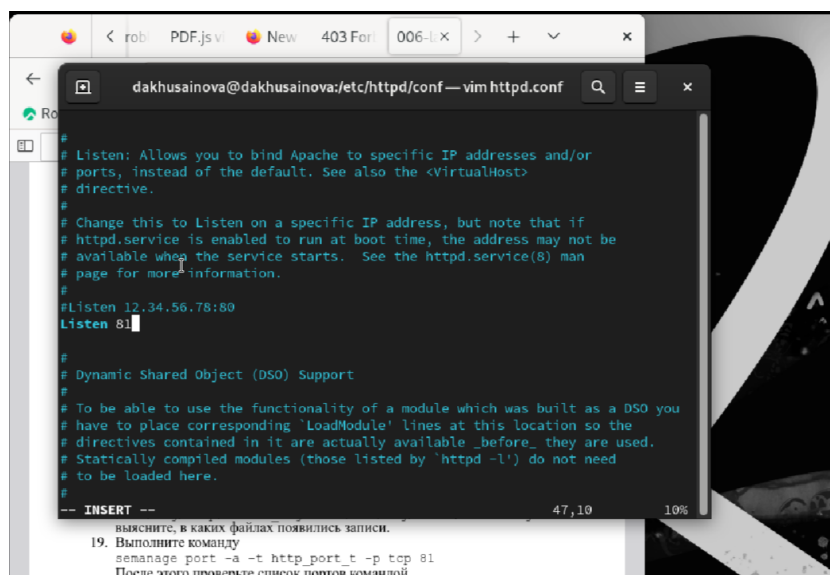 rob PDF.js vi New 403 For 006-l
dakhusainova@dakhusainova:/etc/httpd/conf — vim httpd.conf
Ro
#
# Listen: Allows you to bind Apache to specific IP addresses and/or
# ports, instead of the default. See also the <VirtualHost>
# directive.
#
# Change this to Listen on a specific IP address, but note that if
# httpd.service is enabled to run at boot time, the address may not be
# available when the service starts.  See the httpd.service(8) man
# page for more information.
#
#Listen 12.34.56.78:80
Listen 81
#
# Dynamic Shared Object (DSO) Support
#
# To be able to use the functionality of a module which was built as a DSO you
# have to place corresponding `LoadModule' lines at this location so the
# directives contained in it are actually available _before_ they are used.
# Statically compiled modules (those listed by `httpd -l') do not need
# to be loaded here.
#
-- INSERT -- 47,10 10%
выясните, в каких файлах появились записи.
19. Выполните команду
semanage port -a -t http_port_t -p tcp 81
После этого проверьте список портов командой